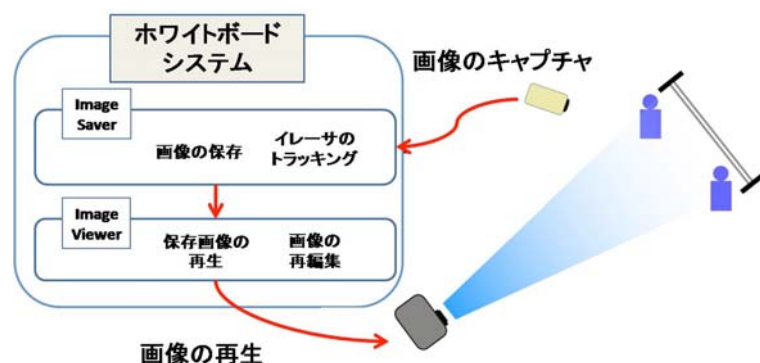 ホワイトボード
システム
画像のキャプチャ
Image
Saver
画像の保存
イレーサの
トラッキング
Image
Viewer
保存画像の
再生
画像の
再編集
画像の再生